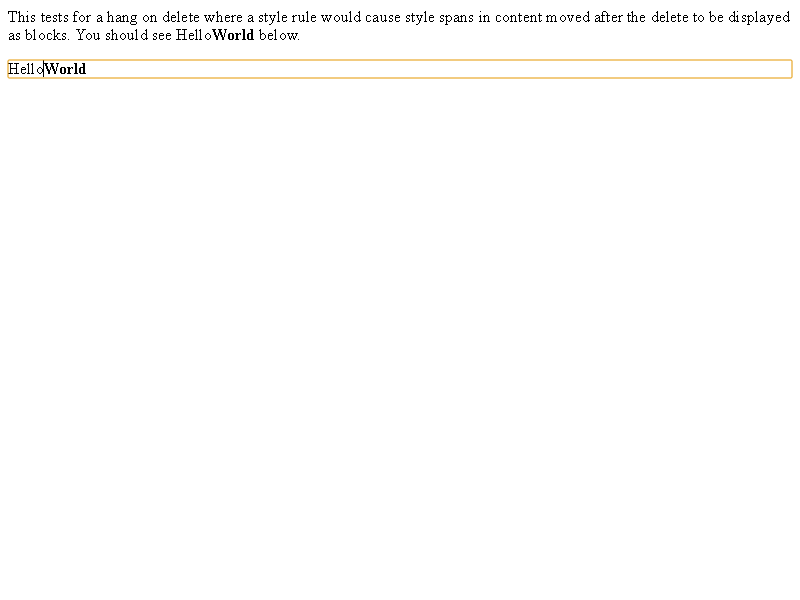 This tests for a hang on delete where a style rule would cause style spans in content moved after the delete to be displayed
as blocks. You should see HelloWorld below.
HelloWorld